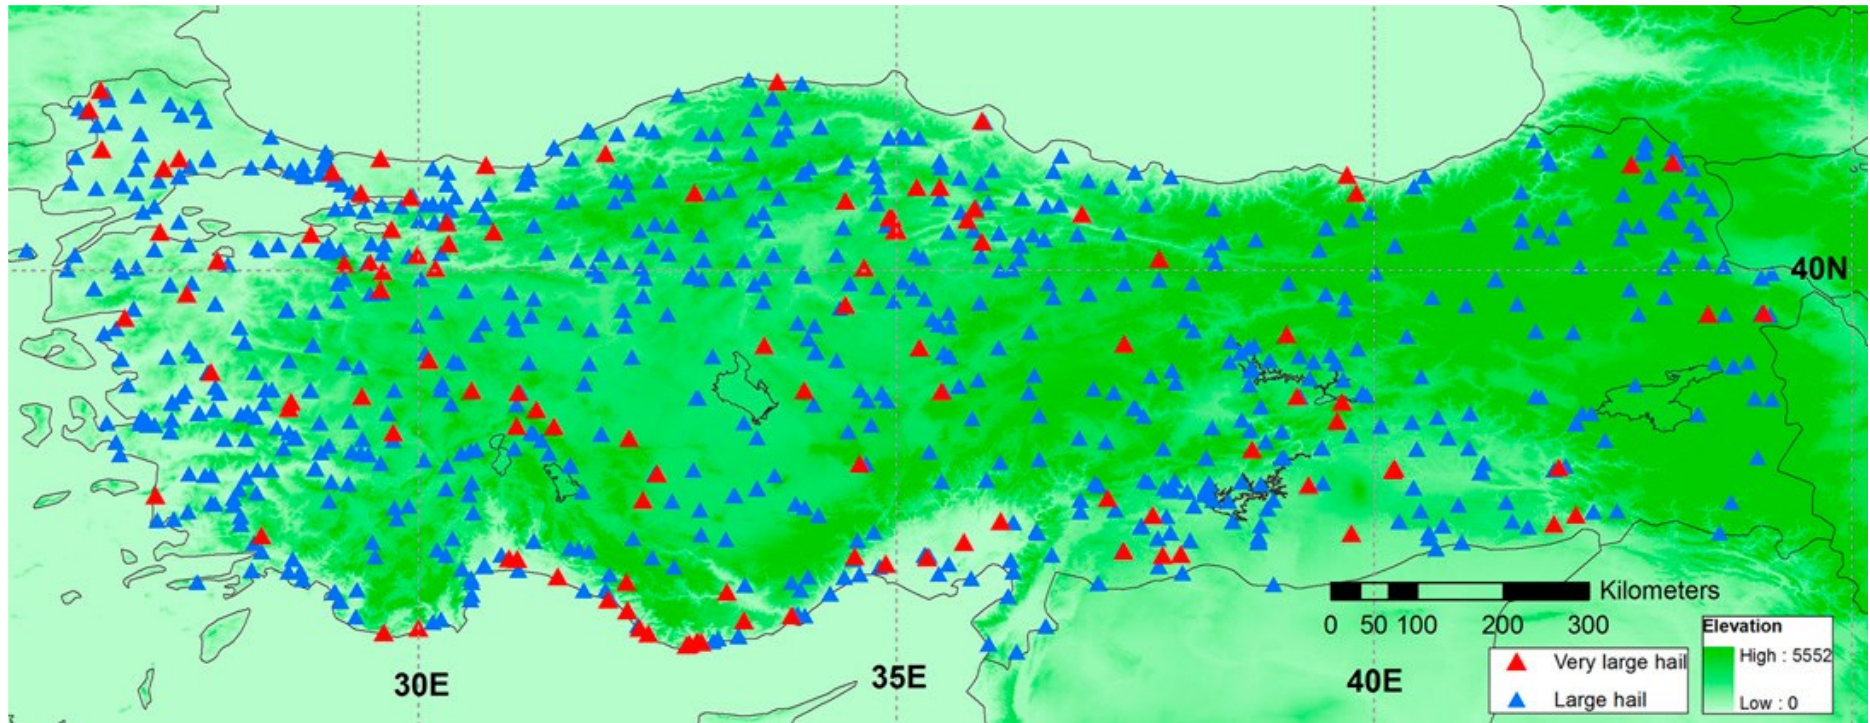 40N
30E
35E
40E
Kilometers
0 50 100 200 300
Elevation
High : 5552
Low : 0
Very large hail
Large hail